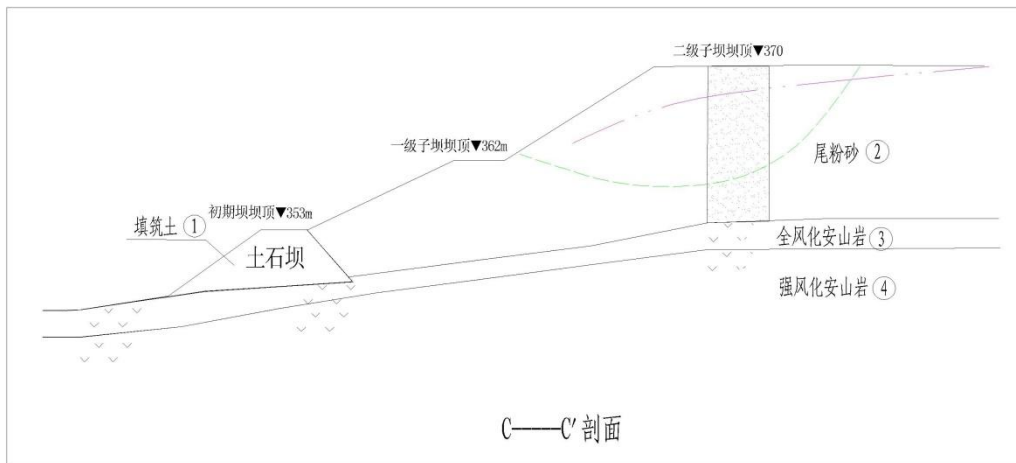 二级子坝坝顶▼370
一级子坝坝顶▼362m
尾粉砂②
初期坝坝顶▼353m
填筑土①
土石坝
全风化安山岩③
强风化安山岩④
C——C′剖面